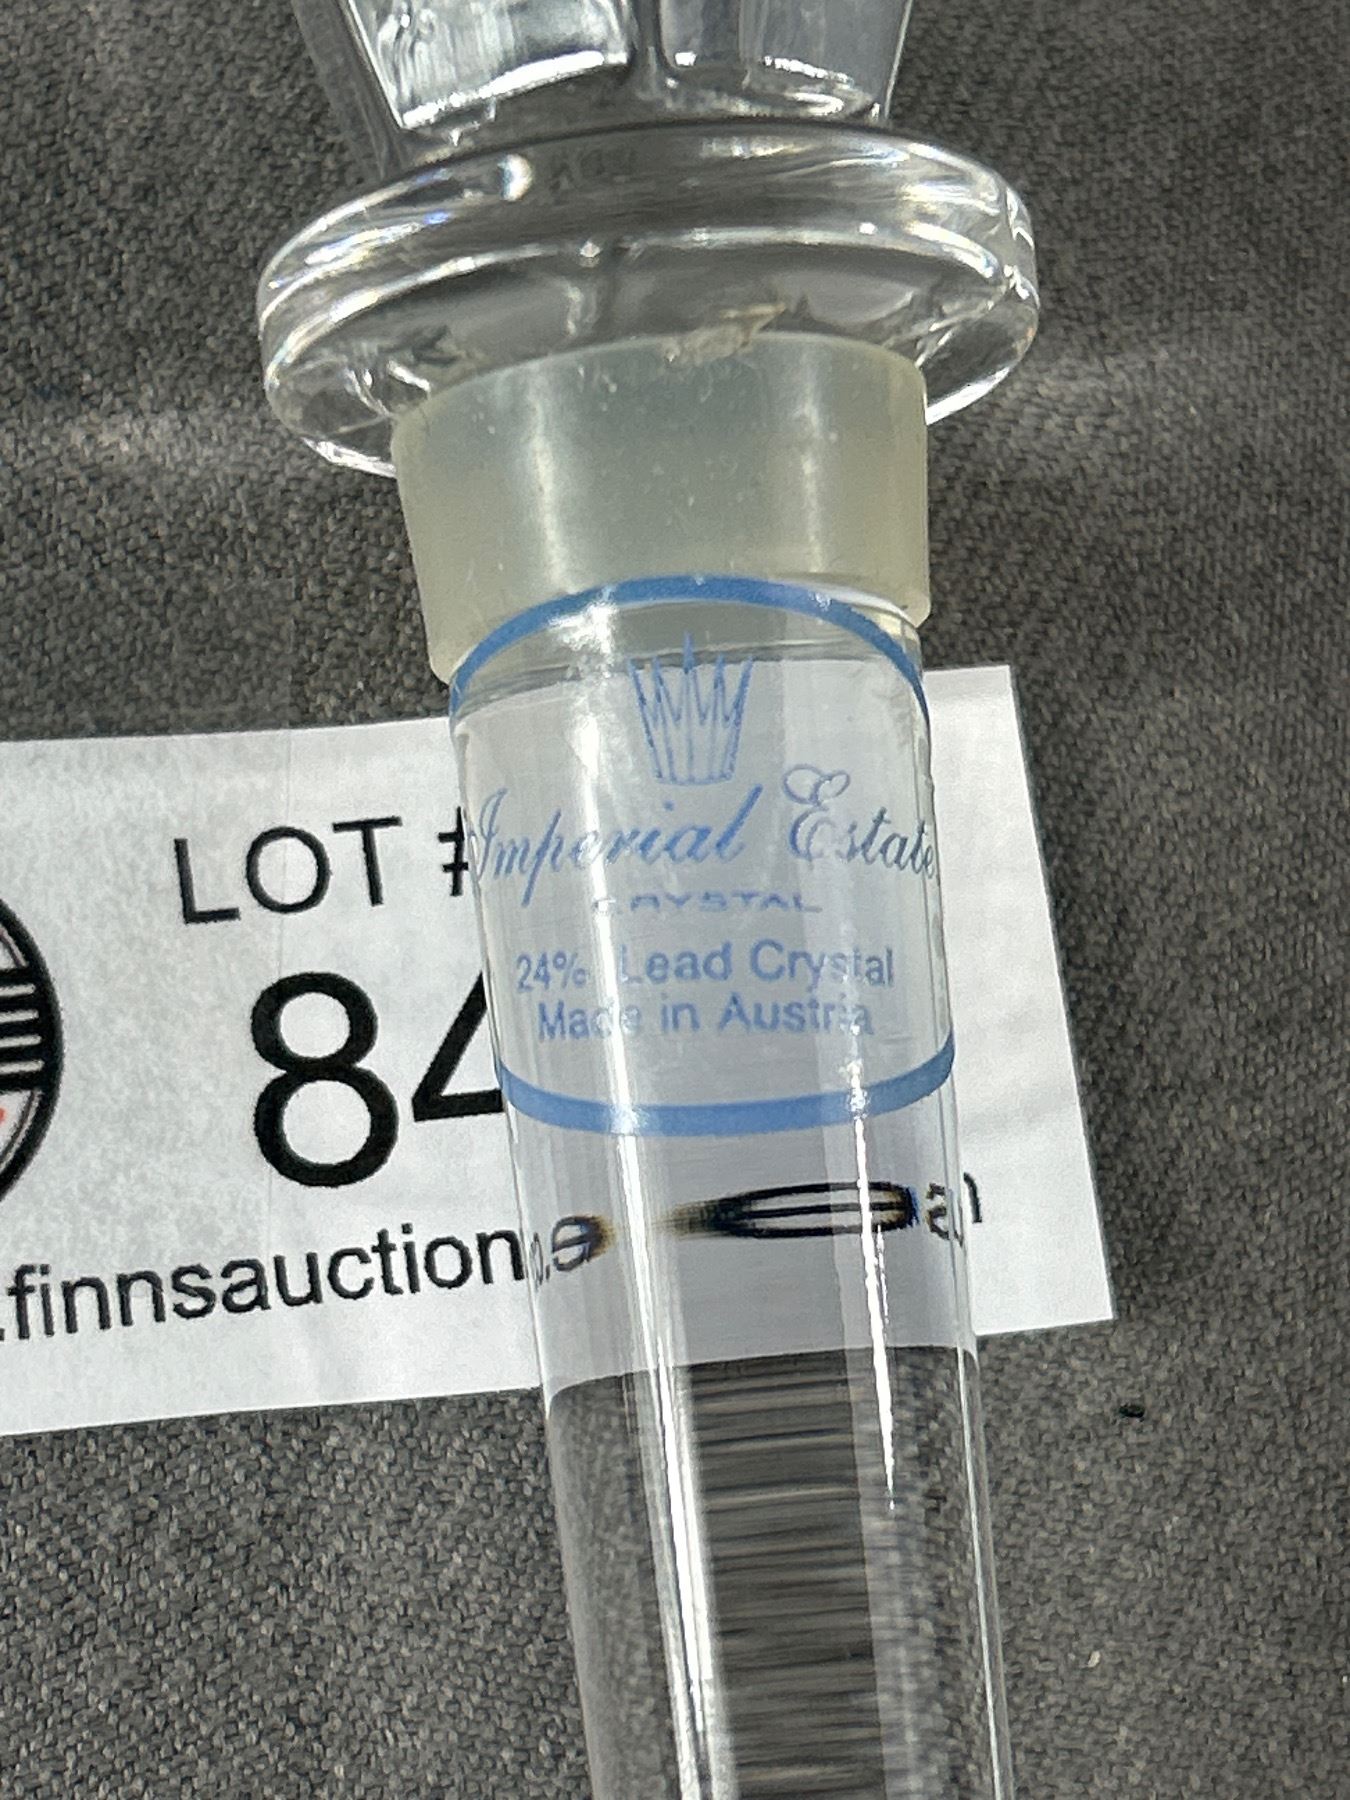 LOT #
84
.finnsauction
Imperial Estate
CRYSTAL
24% Lead Crystal
Made in Austria